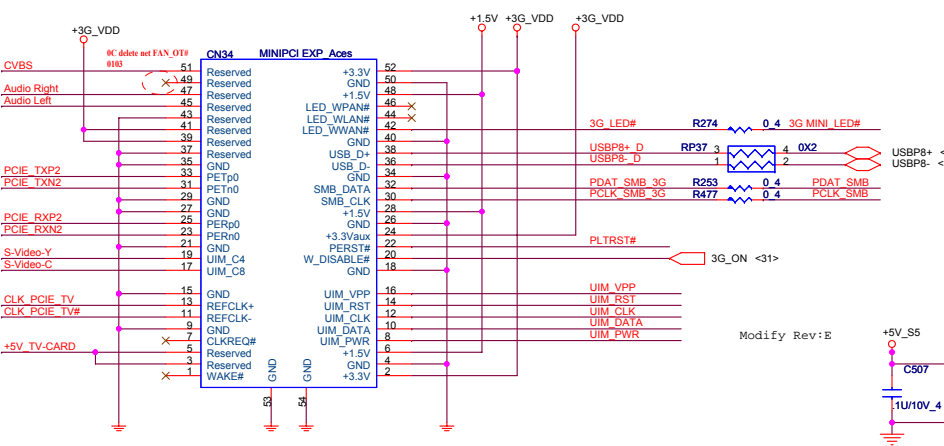 +1.5V +3G_VDD +3G_VDD
+3G_VDD
0C delete net FAN_OT#
0103
CN34 MINIPCI EXP_Aces
CVBS 51 Reserved +3.3V 52
49 Reserved GND 50
Audio Right 47 Reserved +1.5V 48
Audio Left 45 Reserved LED_WPAN# 46
43 Reserved LED_WLAN# 44
41 Reserved LED_WWAN# 42 3G_LED# R274 0_4 3G MINI_LED#
39 Reserved GND 40
37 Reserved USB_D+ 38 USBP8+_D RP37 3 4 0X2 USBP8+ <
35 GND USB_D- 36 USBP8-_D 1 2 USBP8- <
PCIE_TXP2 33 PETp0 GND 34
PCIE_TXN2 31 PETn0 SMB_DATA 32 PDAT_SMB_3G R253 0_4 PDAT_SMB
29 GND SMB_CLK 30 PCLK_SMB_3G R477 0_4 PCLK_SMB
27 GND +1.5V 28
PCIE_RXP2 25 PERp0 GND 26
PCIE_RXN2 23 PERn0 +3.3Vaux 24
21 GND PERST# 22 PLTRST#
S-Video-Y 19 UIM_C4 W_DISABLE# 20 3G_ON <31>
S-Video-C 17 UIM_C8 GND 18
15 GND UIM_VPP 16 UIM_VPP
CLK_PCIE_TV 13 REFCLK+ UIM_RST 14 UIM_RST
CLK_PCIE_TV# 11 REFCLK- UIM_CLK 12 UIM_CLK
9 GND UIM_DATA 10 UIM_DATA
7 CLKREQ# UIM_PWR 8 UIM_PWR
+5V_TV-CARD 5 Reserved +1.5V 6
3 Reserved GND 4
1 WAKE# +3.3V 2
GND GND
53 54
Modify Rev:E
+5V_S5
C507
.1U/10V_4